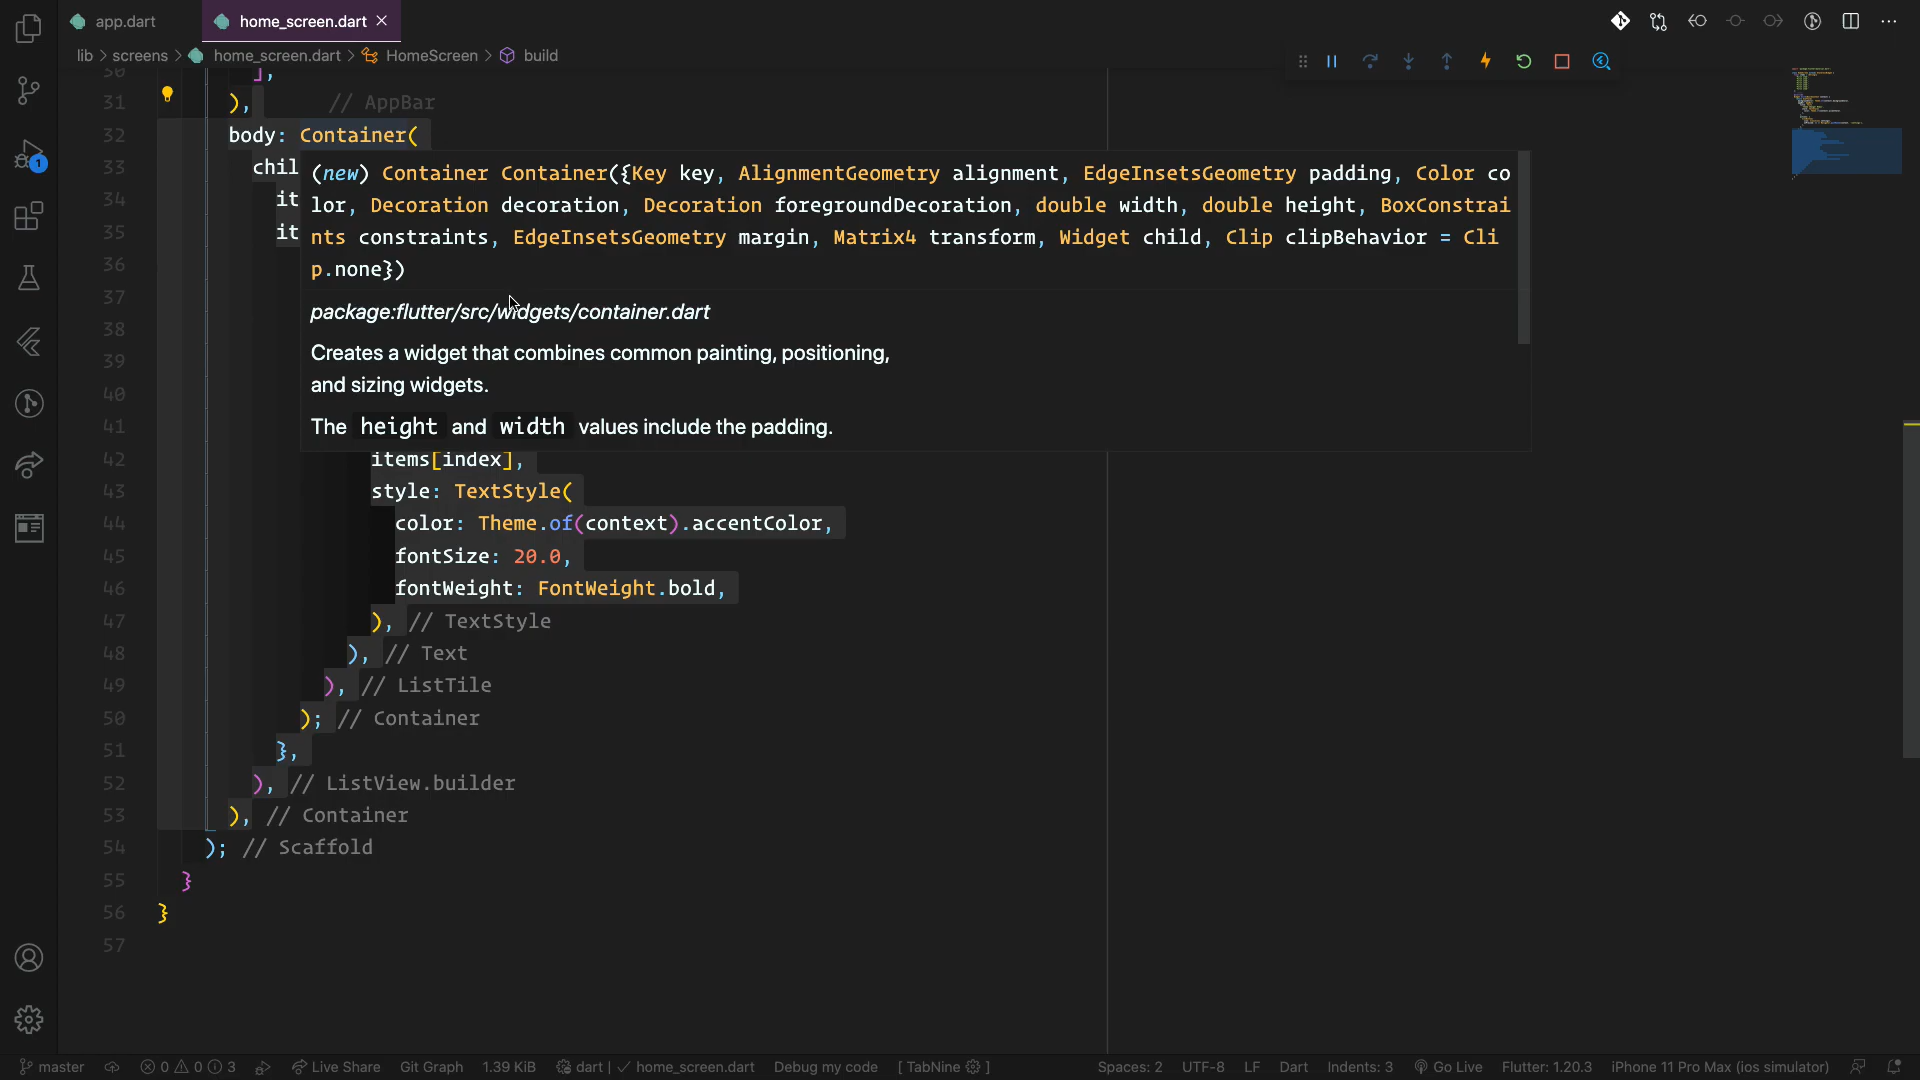 app.dart
home_screen.dart
lib > screens > home_screen.dart > HomeScreen > build
30 ],
31 ), // AppBar
32 body: Container(
33 chil
34 it
35 it
36
37
38
39
40
41
(new) Container Container({Key key, AlignmentGeometry alignment, EdgeInsetsGeometry padding, Color co
lor, Decoration decoration, Decoration foregroundDecoration, double width, double height, BoxConstrai
nts constraints, EdgeInsetsGeometry margin, Matrix4 transform, Widget child, Clip clipBehavior = Cli
p.none})
package:flutter/src/widgets/container.dart
Creates a widget that combines common painting, positioning,
and sizing widgets.
The height and width values include the padding.
42 items[index],
43 style: TextStyle(
44 color: Theme.of(context).accentColor,
45 fontSize: 20.0,
46 fontWeight: FontWeight.bold,
47 ), // TextStyle
48 ), // Text
49 ), // ListTile
50 ); // Container
51 },
52 ), // ListView.builder
53 ), // Container
54 ); // Scaffold
55 }
56 }
57
1
master 0 0 3 Live Share Git Graph 1.39 KiB dart | ✓ home_screen.dart Debug my code [ TabNine ] Spaces: 2 UTF-8 LF Dart Indents: 3 Go Live Flutter: 1.20.3 iPhone 11 Pro Max (ios simulator)